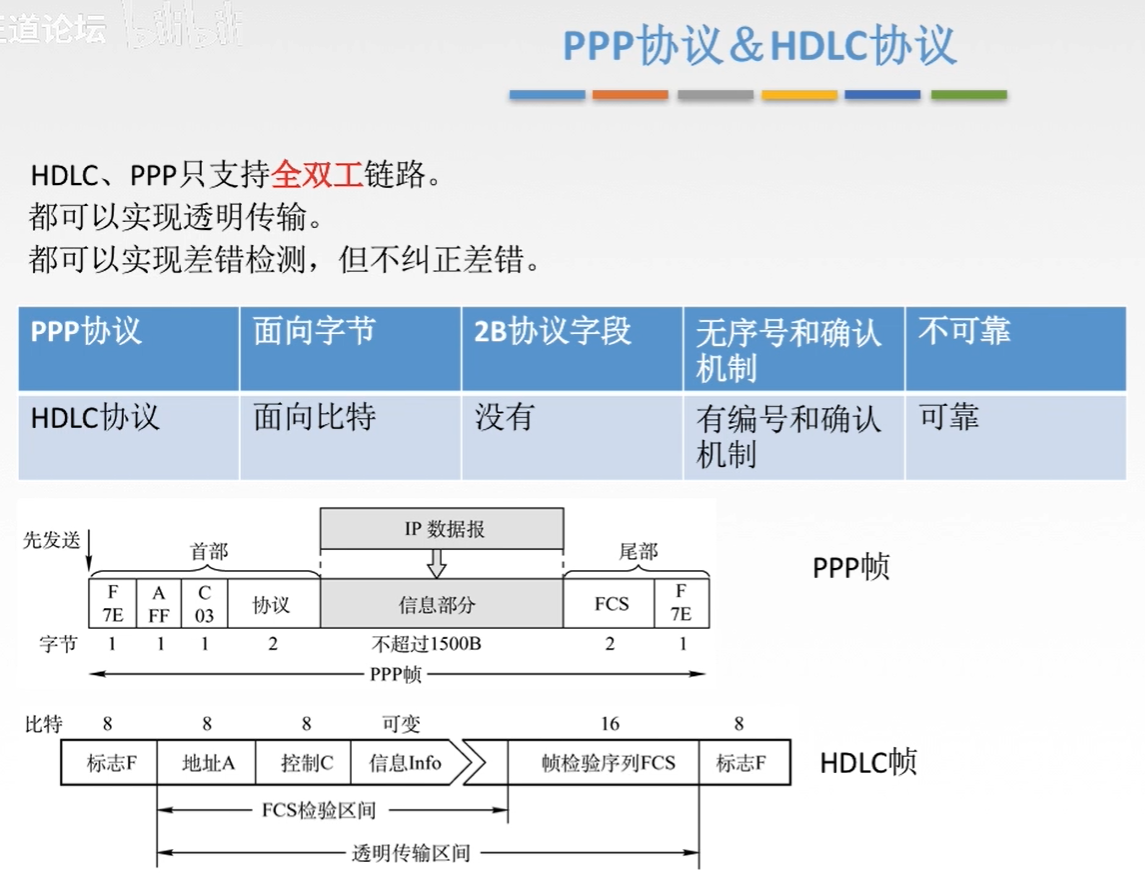 王道论坛 bilibili
PPP协议＆HDLC协议
HDLC、PPP只支持全双工链路。
都可以实现透明传输。
都可以实现差错检测，但不纠正差错。
PPP协议 面向字节 2B协议字段 无序号和确认机制 不可靠
HDLC协议 面向比特 没有 有编号和确认机制 可靠
IP 数据报
先发送 首部 尾部
PPP帧
F A C F
7E FF 03 协议 信息部分 FCS 7E
字节 1 1 1 2 不超过1500B 2 1
PPP帧
比特 8 8 8 可变 16 8
标志F 地址A 控制C 信息Info 帧检验序列FCS 标志F HDLC帧
FCS检验区间
透明传输区间